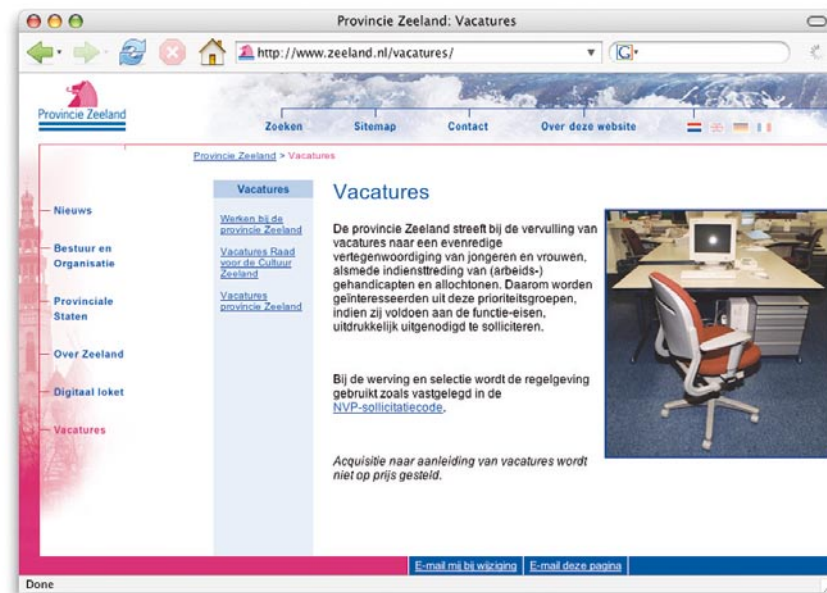 Provincie Zeeland: Vacatures
http://www.zeeland.nl/vacatures/
G
Provincie Zeeland
Zoeken
Sitemap
Contact
Over deze website
Provincie Zeeland > Vacatures
Nieuws
Bestuur en
Organisatie
Provinciale
Staten
Over Zeeland
Digitaal loket
Vacatures
Vacatures
Werken bij de
provincie Zeeland
Vacatures Raad
voor de Cultuur
Zeeland
Vacatures
provincie Zeeland
Vacatures
De provincie Zeeland streeft bij de vervulling van
vacatures naar een evenredige
vertegenwoordiging van jongeren en vrouwen,
alsmede indiensttreding van (arbeids-)
gehandicapten en allochtonen. Daarom worden
geïnteresseerden uit deze prioriteitsgroepen,
indien zij voldoen aan de functie-eisen,
uitdrukkelijk uitgenodigd te solliciteren.
Bij de werving en selectie wordt de regelgeving
gebruikt zoals vastgelegd in de
NVP-sollicitatiecode.
Acquisitie naar aanleiding van vacatures wordt
niet op prijs gesteld.
E-mail mij bij wijziging
E-mail deze pagina
Done